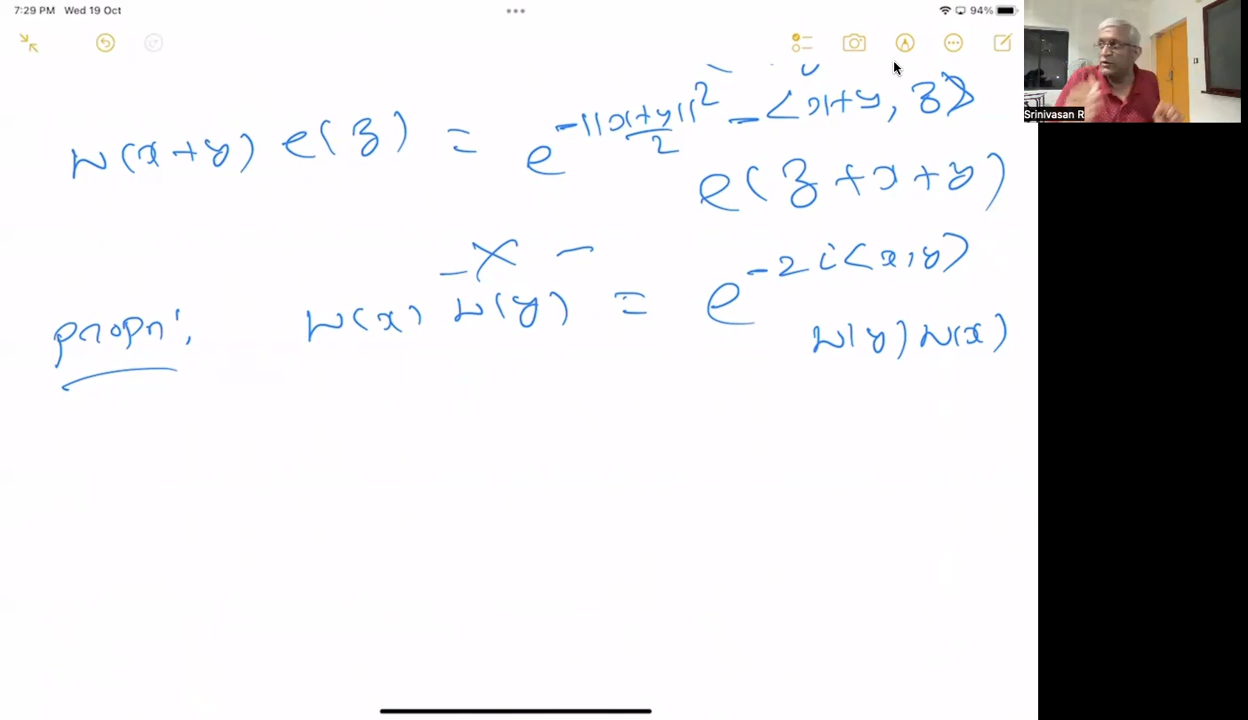 7:29 PM Wed 19 Oct
94%
W(x+y) e(z) = e^{-||x+y||²/2 - <x+y, z>}
e(z+x+y)
- X -
Propn: W(x) W(y) = e^{-2i<x,y>}
W(y) W(x)
Srinivasan R